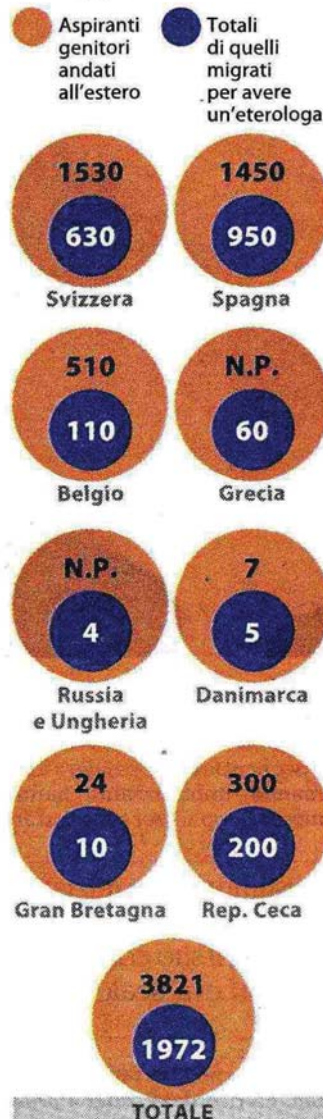 Aspiranti
genitori
andati
all'estero
Totali
di quelli
migrati
per avere
un'eterologa
1530
630
Svizzera
1450
950
Spagna
510
110
Belgio
N.P.
60
Grecia
N.P.
4
Russia
e Ungheria
7
5
Danimarca
24
10
Gran Bretagna
300
200
Rep. Ceca
3821
1972
TOTALE